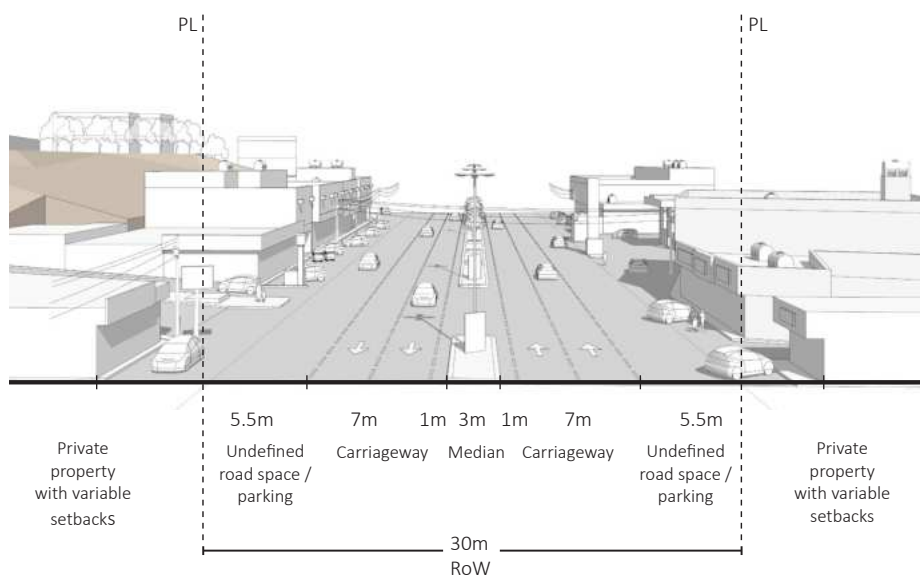 PL
PL
5.5m
7m
1m
3m
1m
7m
5.5m
Private
property
with variable
setbacks
Undefined
road space /
parking
Carriageway
Median
Carriageway
Undefined
road space /
parking
Private
property
with variable
setbacks
30m
RoW